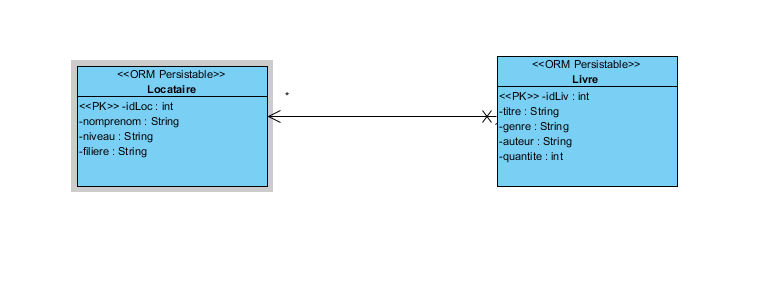 <<ORM Persistable>>
Locataire
<<PK>> -idLoc : int
-nomprenom : String
-niveau : String
-filiere : String
*
<<ORM Persistable>>
Livre
<<PK>> -idLiv : int
-titre : String
-genre : String
-auteur : String
-quantite : int